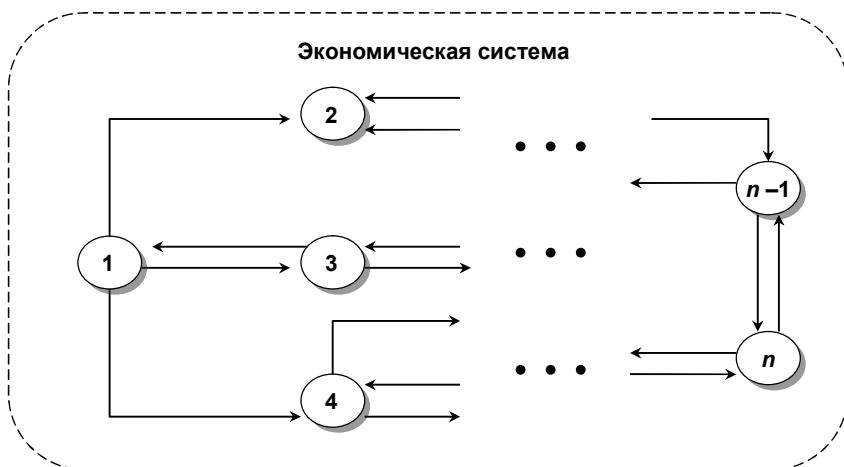 Экономическая система
2
• • •
n –1
1
3
• • •
4
• • •
n